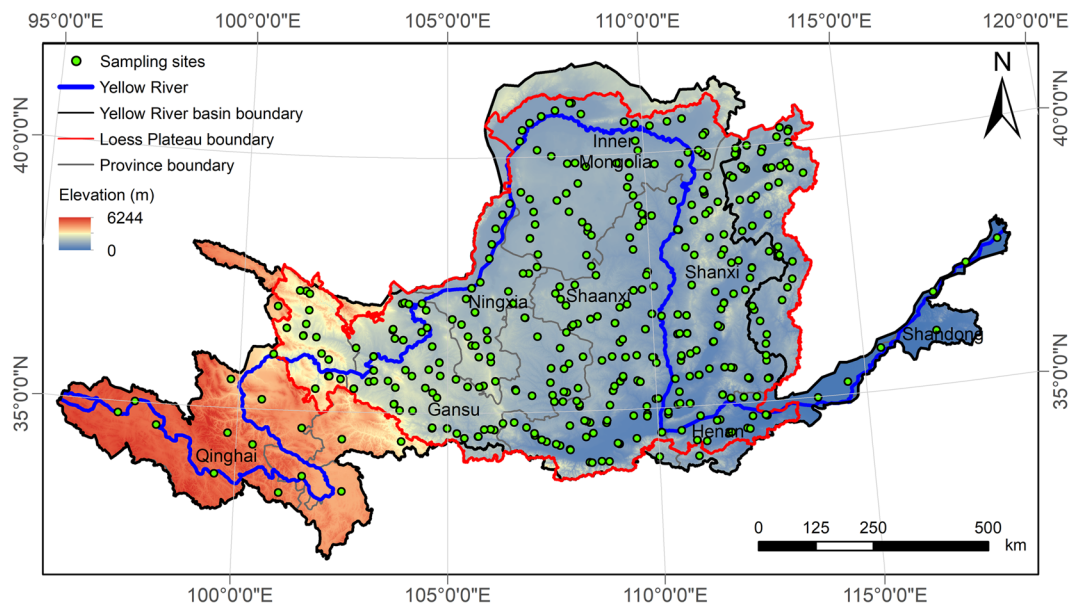 95°0'0"E 100°0'0"E 105°0'0"E 110°0'0"E 115°0'0"E 120°0'0"E
Sampling sites
Yellow River
Yellow River basin boundary
Loess Plateau boundary
Province boundary
Elevation (m)
6244
0
N
40°0'0"N
40°0'0"N
35°0'0"N
35°0'0"N
Inner
Mongolia
Shanxi
Ningxia
Shaanxi
Shandong
Gansu
Henan
Qinghai
0 125 250 500
km
100°0'0"E 105°0'0"E 110°0'0"E 115°0'0"E